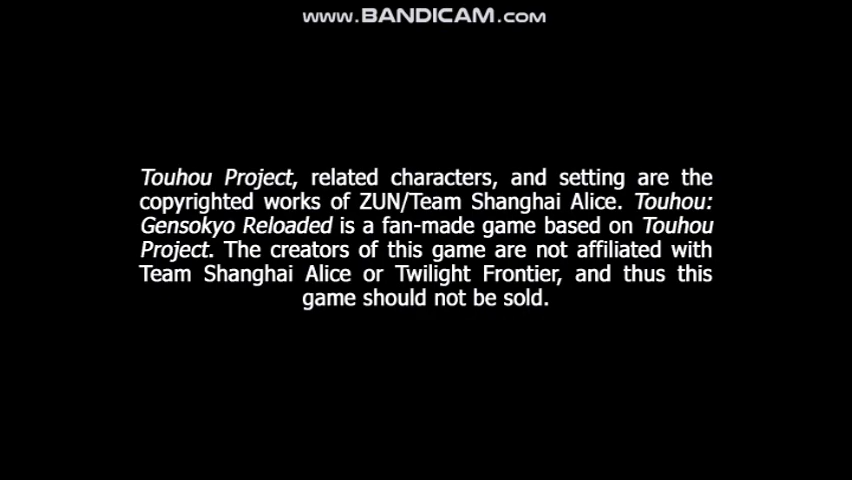 www.BANDICAM.com
Touhou Project, related characters, and setting are the
copyrighted works of ZUN/Team Shanghai Alice. Touhou:
Gensokyo Reloaded is a fan-made game based on Touhou
Project. The creators of this game are not affiliated with
Team Shanghai Alice or Twilight Frontier, and thus this
game should not be sold.